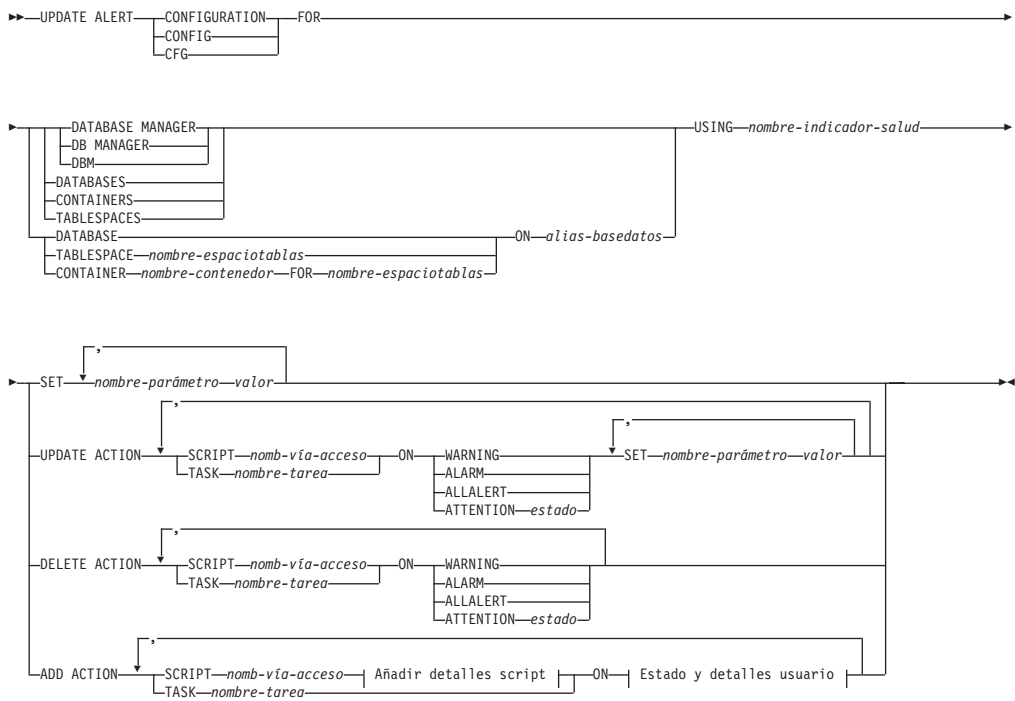 UPDATE ALERT CONFIGURATION FOR
CONFIG
CFG
DATABASE MANAGER USING nombre-indicador-salud
DB MANAGER
DBM
DATABASES
CONTAINERS
TABLESPACES
DATABASE ON alias-basedatos
TABLESPACE nombre-espaciotablas
CONTAINER nombre-contenedor FOR nombre-espaciotablas
,
SET nombre-parámetro valor
,
,
UPDATE ACTION SCRIPT nomb-vía-acceso ON WARNING SET nombre-parámetro valor
TASK nombre-tarea ALARM
ALLALERT
ATTENTION estado
,
DELETE ACTION SCRIPT nomb-vía-acceso ON WARNING
TASK nombre-tarea ALARM
ALLALERT
ATTENTION estado
,
ADD ACTION SCRIPT nomb-vía-acceso Añadir detalles script ON Estado y detalles usuario
TASK nombre-tarea